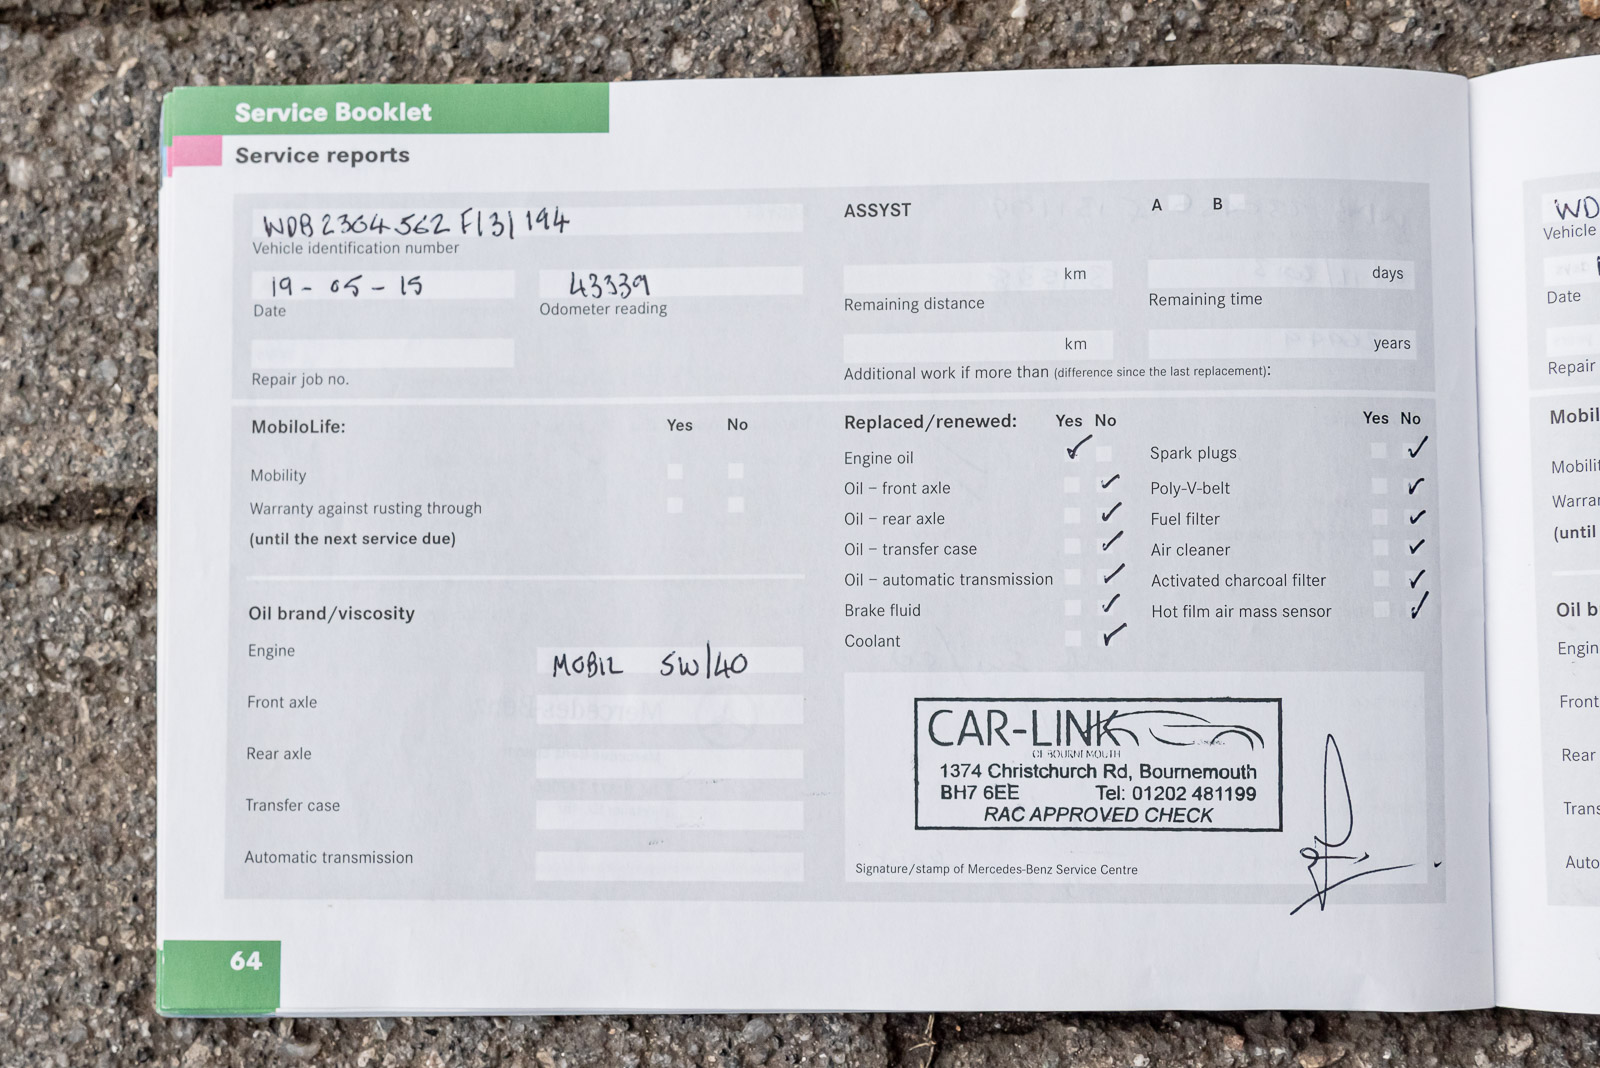 Service Booklet
Service reports
WDB2304562F131194
Vehicle identification number
19-05-15
Date
43339
Odometer reading
Repair job no.
ASSYST
A B
km
Remaining distance
days
Remaining time
km
years
Additional work if more than (difference since the last replacement):
MobiloLife: Yes No
Mobility
Warranty against rusting through
(until the next service due)
Oil brand/viscosity
Engine
MOBIL 5W/40
Front axle
Rear axle
Transfer case
Automatic transmission
Replaced/renewed: Yes No
Engine oil
Oil – front axle
Oil – rear axle
Oil – transfer case
Oil – automatic transmission
Brake fluid
Coolant
Yes No
Spark plugs
Poly-V-belt
Fuel filter
Air cleaner
Activated charcoal filter
Hot film air mass sensor
CAR-LINK
OF BOURNEMOUTH
1374 Christchurch Rd, Bournemouth
BH7 6EE Tel: 01202 481199
RAC APPROVED CHECK
Signature/stamp of Mercedes-Benz Service Centre
64
WD
Vehicle
Date
Repair
Mobil
Mobilit
Warrar
(until
Oil b
Engin
Front
Rear
Trans
Auto